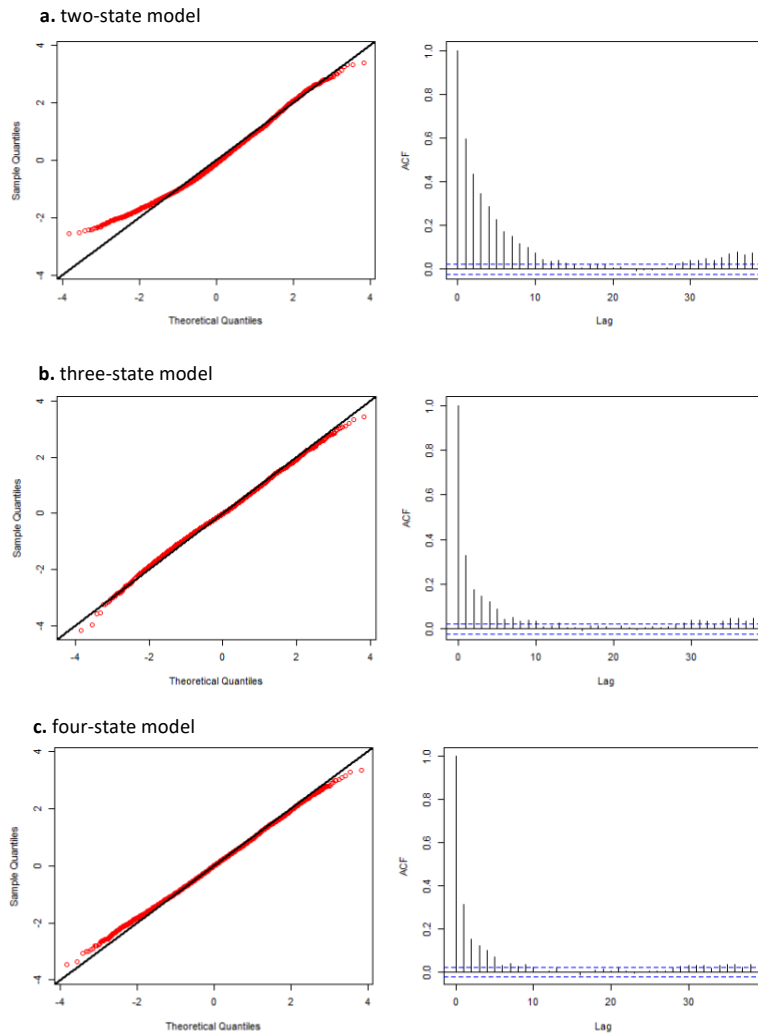 a. two-state model
Sample Quantiles
4
2
0
-2
-4
-4 -2 0 2 4
Theoretical Quantiles
ACF
1.0
0.8
0.6
0.4
0.2
0.0
0 10 20 30
Lag
b. three-state model
Sample Quantiles
4
2
0
-2
-4
-4 -2 0 2 4
Theoretical Quantiles
ACF
1.0
0.8
0.6
0.4
0.2
0.0
0 10 20 30
Lag
c. four-state model
Sample Quantiles
4
2
0
-2
-4
-4 -2 0 2 4
Theoretical Quantiles
ACF
1.0
0.8
0.6
0.4
0.2
0.0
0 10 20 30
Lag